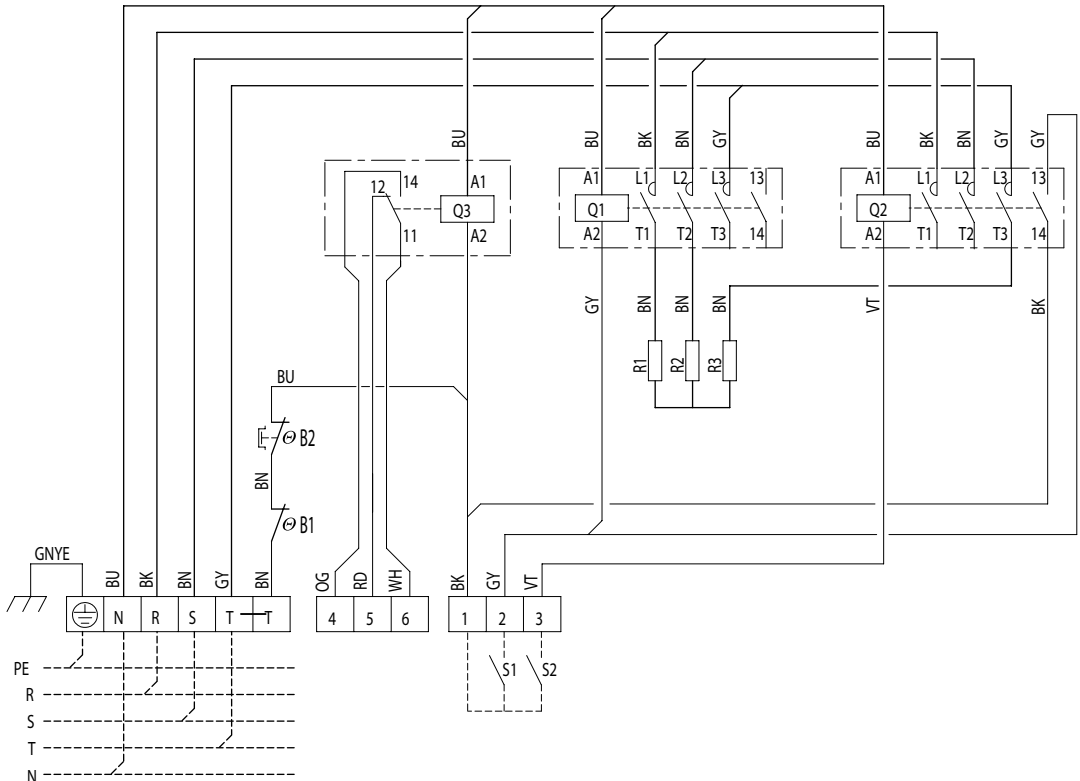 BU
BU
BK
BN
GY
BU
BK
BN
GY
GY
12
14
A1
Q3
11
A2
A1
L1
L2
L3
13
Q1
A2
T1
T2
T3
14
A1
L1
L2
L3
13
Q2
A2
T1
T2
T3
14
GY
BN
BN
BN
VT
BK
R1
R2
R3
BU
Θ B2
BN
Θ B1
GNYE
BU
BK
BN
GY
BN
OG
RD
WH
BK
GY
VT
N
R
S
T
T
4
5
6
1
2
3
S1
S2
PE
R
S
T
N